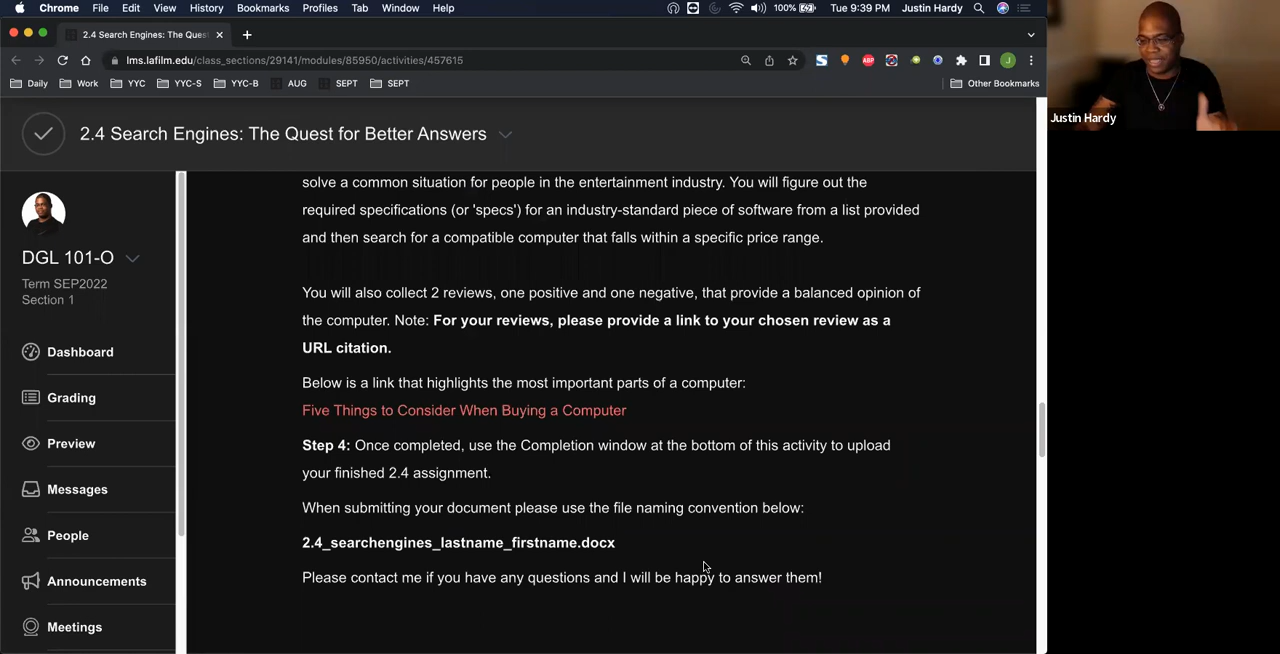 Chrome File Edit View History Bookmarks Profiles Tab Window Help 100% Tue 9:39 PM Justin Hardy
2.4 Search Engines: The Quest
lms.lafilm.edu/class_sections/29141/modules/85950/activities/457615
ABP
J
Daily Work YYC YYC-S YYC-B AUG SEPT SEPT Other Bookmarks
Justin Hardy
2.4 Search Engines: The Quest for Better Answers
DGL 101-O
Term SEP2022
Section 1
Dashboard
Grading
Preview
Messages
People
Announcements
Meetings
solve a common situation for people in the entertainment industry. You will figure out the
required specifications (or 'specs') for an industry-standard piece of software from a list provided
and then search for a compatible computer that falls within a specific price range.
You will also collect 2 reviews, one positive and one negative, that provide a balanced opinion of
the computer. Note: For your reviews, please provide a link to your chosen review as a
URL citation.
Below is a link that highlights the most important parts of a computer:
Five Things to Consider When Buying a Computer
Step 4: Once completed, use the Completion window at the bottom of this activity to upload
your finished 2.4 assignment.
When submitting your document please use the file naming convention below:
2.4_searchengines_lastname_firstname.docx
Please contact me if you have any questions and I will be happy to answer them!